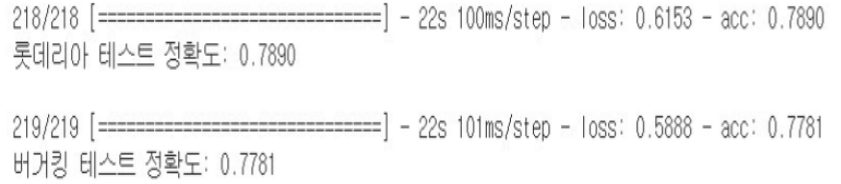 218/218 [==============================] - 22s 100ms/step - loss: 0.6153 - acc: 0.7890
롯데리아 테스트 정확도: 0.7890
219/219 [==============================] - 22s 101ms/step - loss: 0.5888 - acc: 0.7781
버거킹 테스트 정확도: 0.7781